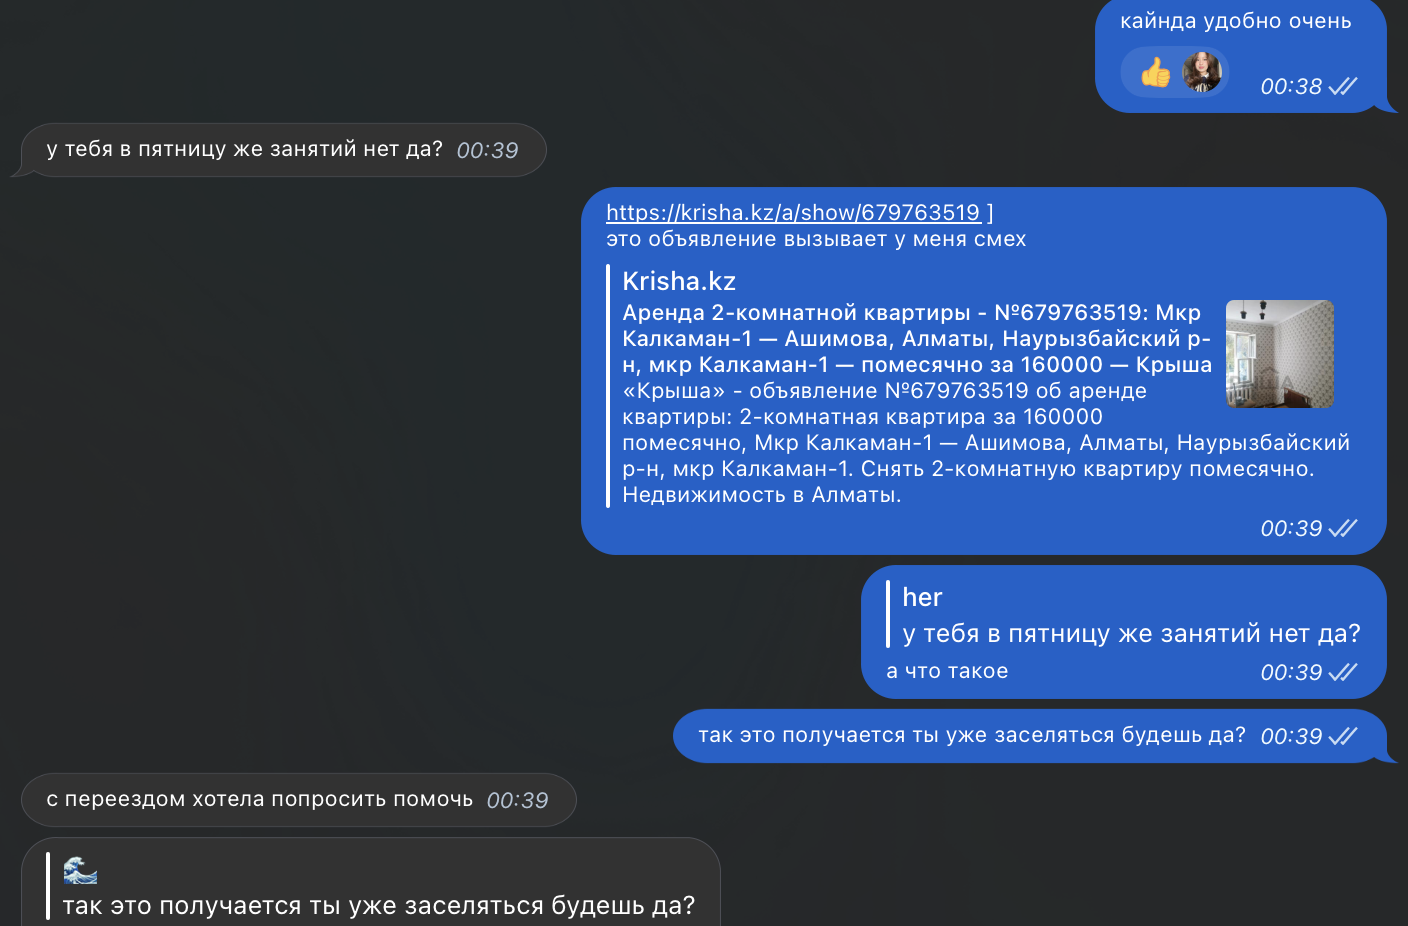 кайнда удобно очень
00:38
у тебя в пятницу же занятий нет да? 00:39
https://krisha.kz/a/show/679763519 ]
это объявление вызывает у меня смех
Krisha.kz
Аренда 2-комнатной квартиры - №679763519: Мкр
Калкаман-1 — Ашимова, Алматы, Наурызбайский р-
н, мкр Калкаман-1 — помесячно за 160000 — Крыша
«Крыша» - объявление №679763519 об аренде
квартиры: 2-комнатная квартира за 160000
помесячно, Мкр Калкаман-1 — Ашимова, Алматы, Наурызбайский
р-н, мкр Калкаман-1. Снять 2-комнатную квартиру помесячно.
Недвижимость в Алматы.
00:39
her
у тебя в пятницу же занятий нет да?
а что такое 00:39
так это получается ты уже заселяться будешь да? 00:39
с переездом хотела попросить помочь 00:39
так это получается ты уже заселяться будешь да?